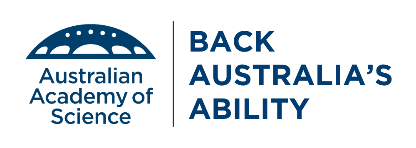 Australian
Academy of
Science
BACK
AUSTRALIA'S
ABILITY